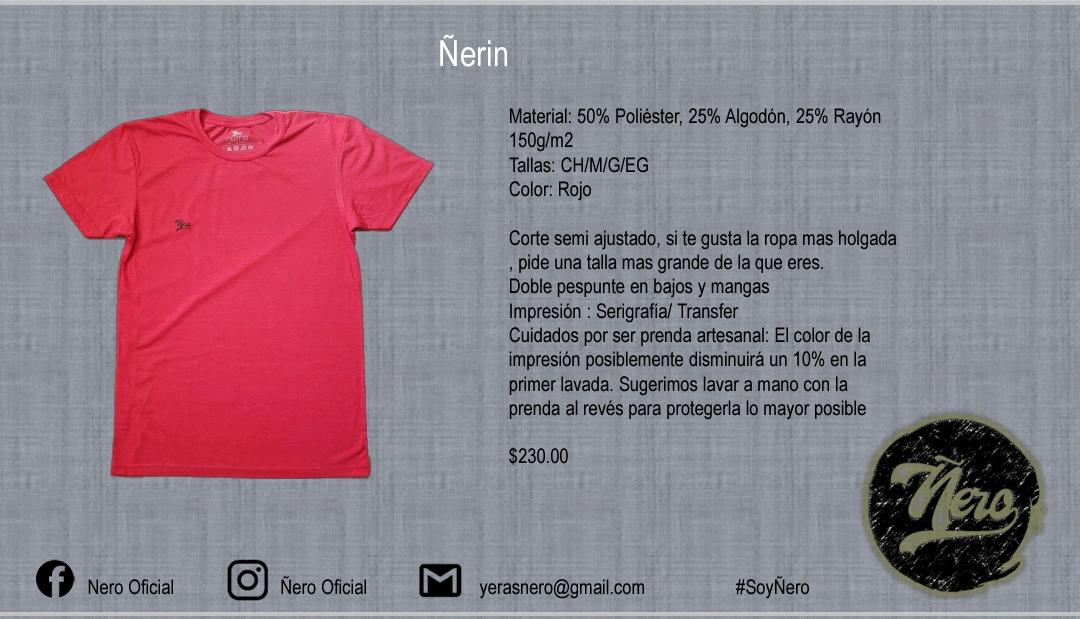 Ñerin
Material: 50% Poliéster, 25% Algodón, 25% Rayón
150g/m2
Tallas: CH/M/G/EG
Color: Rojo
Corte semi ajustado, si te gusta la ropa mas holgada
, pide una talla mas grande de la que eres.
Doble pespunte en bajos y mangas
Impresión : Serigrafía/ Transfer
Cuidados por ser prenda artesanal: El color de la
impresión posiblemente disminuirá un 10% en la
primer lavada. Sugerimos lavar a mano con la
prenda al revés para protegerla lo mayor posible
$230.00
Ñero
Ñero
Nero Oficial
Ñero Oficial
yerasnero@gmail.com
#SoyÑero